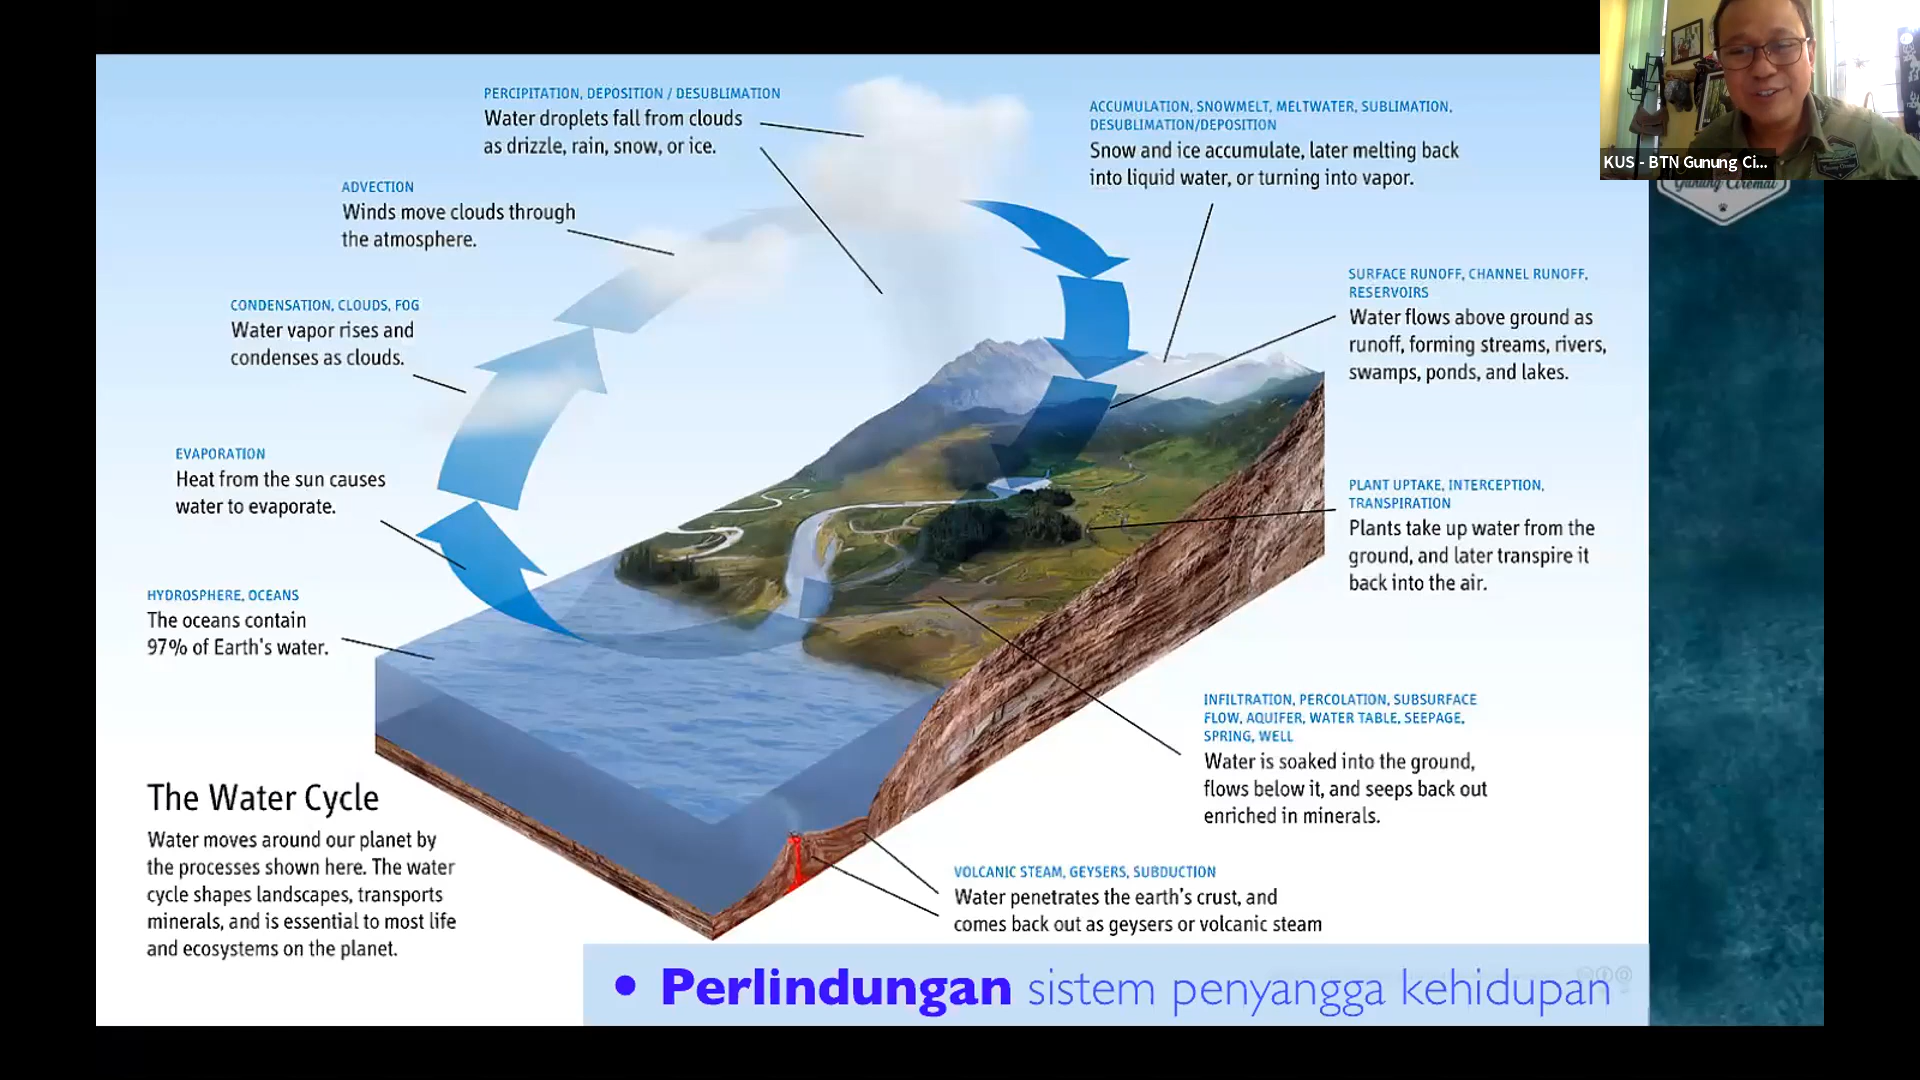 PERCIPITATION, DEPOSITION / DESUBLIMATION
Water droplets fall from clouds
as drizzle, rain, snow, or ice.
ADVECTION
Winds move clouds through
the atmosphere.
CONDENSATION, CLOUDS, FOG
Water vapor rises and
condenses as clouds.
EVAPORATION
Heat from the sun causes
water to evaporate.
HYDROSPHERE, OCEANS
The oceans contain
97% of Earth's water.
The Water Cycle
Water moves around our planet by
the processes shown here. The water
cycle shapes landscapes, transports
minerals, and is essential to most life
and ecosystems on the planet.
ACCUMULATION, SNOWMELT, MELTWATER, SUBLIMATION,
DESUBLIMATION/DEPOSITION
Snow and ice accumulate, later melting back
into liquid water, or turning into vapor.
SURFACE RUNOFF, CHANNEL RUNOFF,
RESERVOIRS
Water flows above ground as
runoff, forming streams, rivers,
swamps, ponds, and lakes.
PLANT UPTAKE, INTERCEPTION,
TRANSPIRATION
Plants take up water from the
ground, and later transpire it
back into the air.
INFILTRATION, PERCOLATION, SUBSURFACE
FLOW, AQUIFER, WATER TABLE, SEEPAGE,
SPRING, WELL
Water is soaked into the ground,
flows below it, and seeps back out
enriched in minerals.
VOLCANIC STEAM, GEYSERS, SUBDUCTION
Water penetrates the earth's crust, and
comes back out as geysers or volcanic steam
• Perlindungan sistem penyangga kehidupan
KUS - BTN Gunung Ci...
Gunung Ciremai